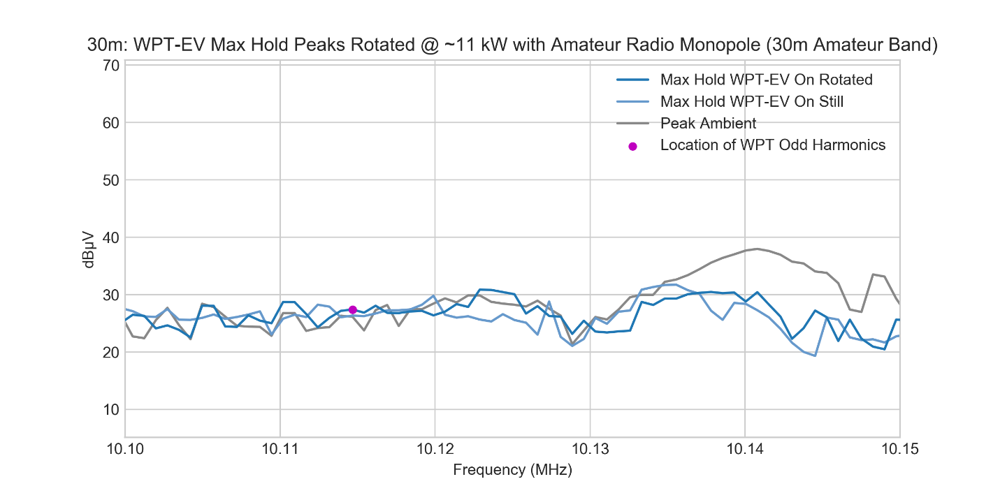 30m: WPT-EV Max Hold Peaks Rotated @ ~11 kW with Amateur Radio Monopole (30m Amateur Band)
70
60
50
40
30
20
10
dBµV
Max Hold WPT-EV On Rotated
Max Hold WPT-EV On Still
Peak Ambient
Location of WPT Odd Harmonics
10.10 10.11 10.12 10.13 10.14 10.15
Frequency (MHz)